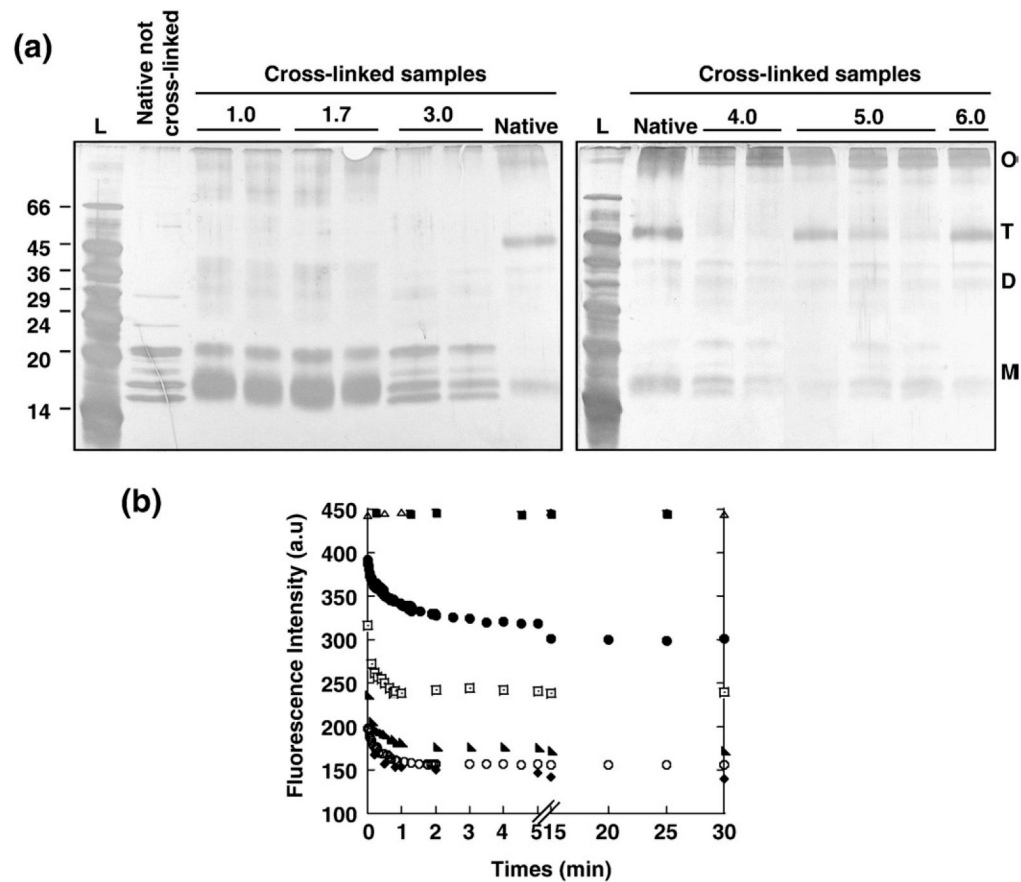 (a)
Native not
cross-linked
Cross-linked samples
Cross-linked samples
L
1.0
1.7
3.0
Native
L
Native
4.0
5.0
6.0
66
45
36
29
24
20
14
O
T
D
M
(b)
Fluorescence Intensity (a.u)
450
400
350
300
250
200
150
100
0
1
2
3
4
5
15
20
25
30
Times (min)